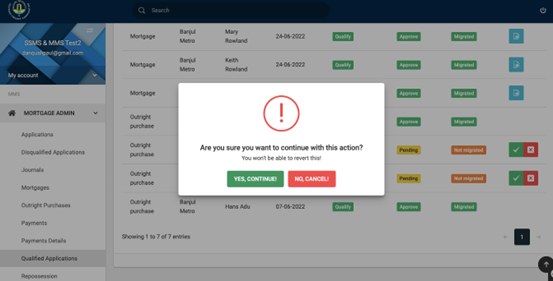 Search
SSMS & MMS Test2
My account
MMS
MORTGAGE ADMIN
Applications
Disqualified Applications
Journals
Mortgages
Outright Purchases
Payments
Payments Details
Qualified Applications
Repossession
Mortgage Banjul Metro Mary Rowland 24-06-2022 Qualify Approve Migrated
Mortgage Banjul Metro Keith Rowland 24-06-2022 Qualify Approve Migrated
Mortgage Migrated
Outright purchase Approve Migrated
Outright purchase Pending Not migrated
Outright purchase Pending Not migrated
Outright purchase Banjul Metro Hans Adu 07-06-2022 Qualify Approve Migrated
Showing 1 to 7 of 7 entries
1
Are you sure you want to continue with this action?
You won't be able to revert this!
YES, CONTINUE!
NO, CANCEL!